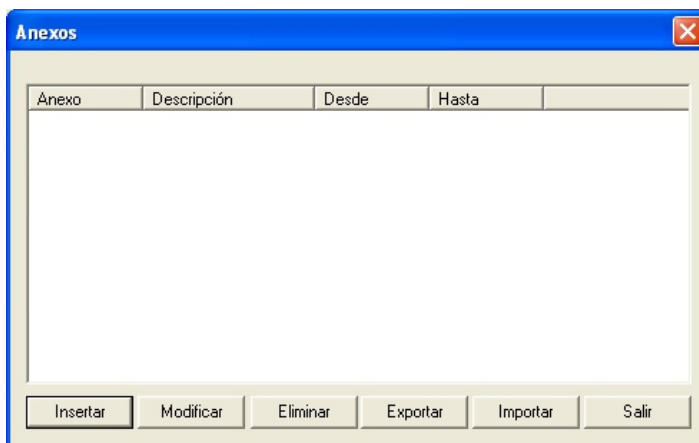 Anexos
Anexo Descripción Desde Hasta
Insertar Modificar Eliminar Exportar Importar Salir